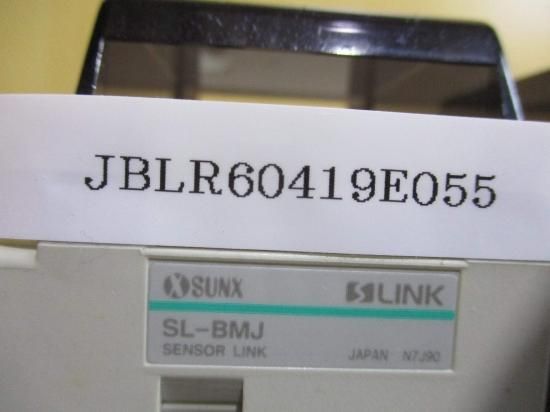 JBLR60419E055
SUNX S LINK
SL-BMJ
SENSOR LINK JAPAN N7J90